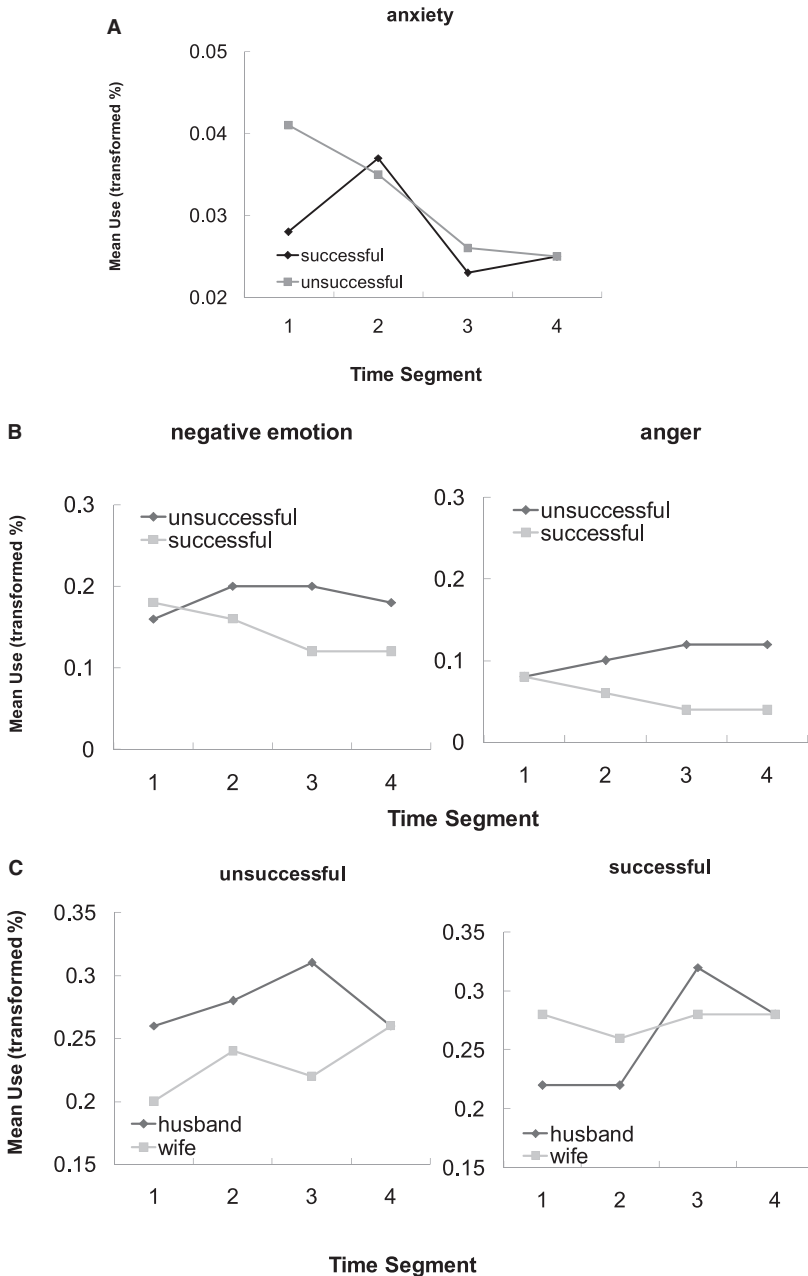 A
anxiety
Mean Use (transformed %)
0.05
0.04
0.03
0.02
successful
unsuccessful
1 2 3 4
Time Segment
B
negative emotion
anger
Mean Use (transformed %)
0.3
0.2
0.1
0
unsuccessful
successful
1 2 3 4
0.3
0.2
0.1
0
unsuccessful
successful
1 2 3 4
Time Segment
C
unsuccessful
successful
Mean Use (transformed %)
0.35
0.3
0.25
0.2
0.15
husband
wife
1 2 3 4
0.35
0.3
0.25
0.2
0.15
husband
wife
1 2 3 4
Time Segment